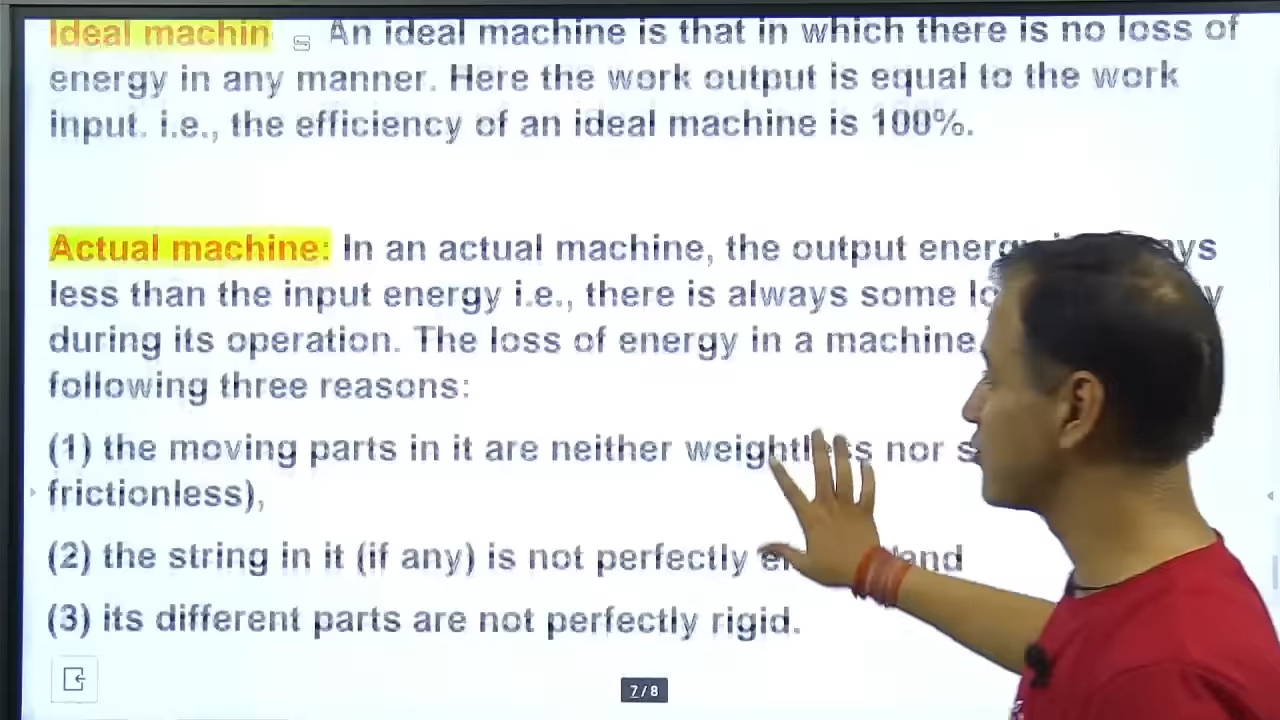 Ideal machin An ideal machine is that in which there is no loss of
energy in any manner. Here the work output is equal to the work
input. i.e., the efficiency of an ideal machine is 100%.
Actual machine: In an actual machine, the output energy
less than the input energy i.e., there is always some
during its operation. The loss of energy in a machine
following three reasons:
(1) the moving parts in it are neither weightless nor
frictionless),
(2) the string in it (if any) is not perfectly and
(3) its different parts are not perfectly rigid.
7/8